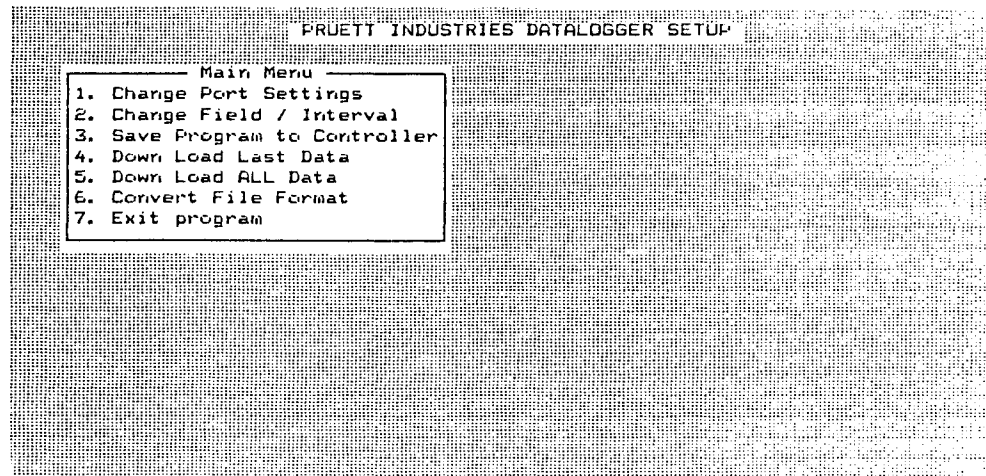 PRUETT INDUSTRIES DATALOGGER SETUP
Main Menu
1. Change Port Settings
2. Change Field / Interval
3. Save Program to Controller
4. Down Load Last Data
5. Down Load ALL Data
6. Convert File Format
7. Exit program